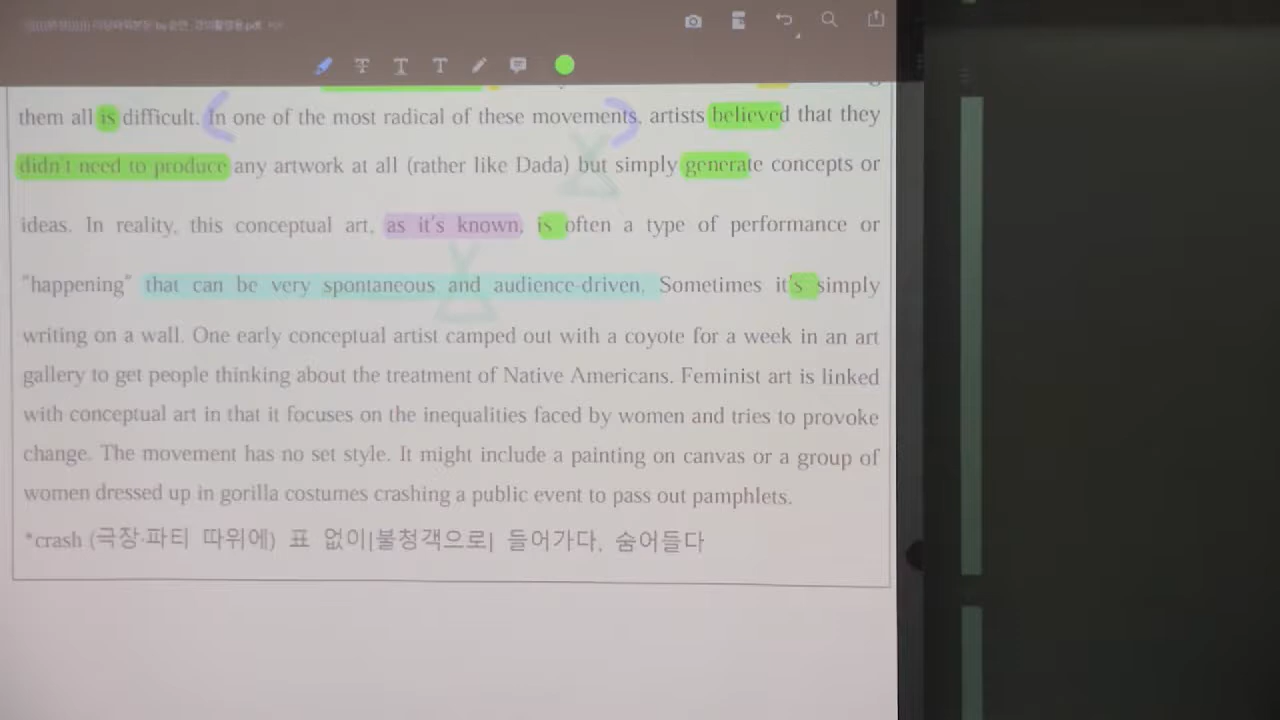 them all is difficult. In one of the most radical of these movements, artists believed that they
didn't need to produce any artwork at all (rather like Dada) but simply generate concepts or
ideas. In reality, this conceptual art, as it's known, is often a type of performance or
"happening" that can be very spontaneous and audience-driven. Sometimes it's simply
writing on a wall. One early conceptual artist camped out with a coyote for a week in an art
gallery to get people thinking about the treatment of Native Americans. Feminist art is linked
with conceptual art in that it focuses on the inequalities faced by women and tries to provoke
change. The movement has no set style. It might include a painting on canvas or a group of
women dressed up in gorilla costumes crashing a public event to pass out pamphlets.
*crash (극장·파티 따위에) 표 없이[불청객으로] 들어가다, 숨어들다